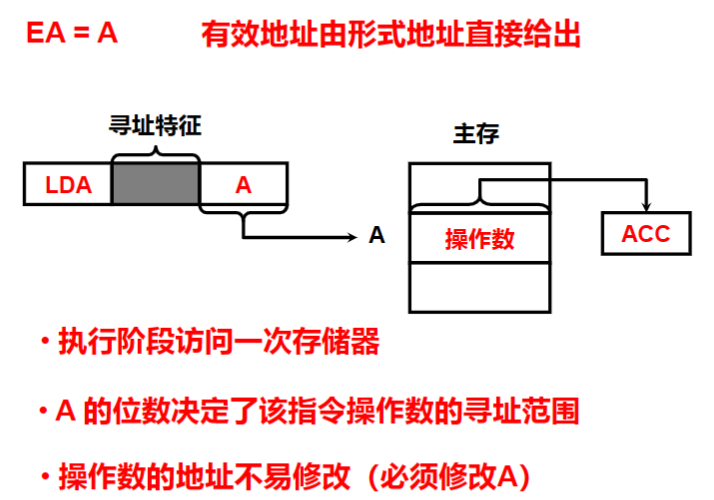 EA = A 有效地址由形式地址直接给出
寻址特征
主存
LDA
A
A
操作数
ACC
• 执行阶段访问一次存储器
• A 的位数决定了该指令操作数的寻址范围
• 操作数的地址不易修改（必须修改A）